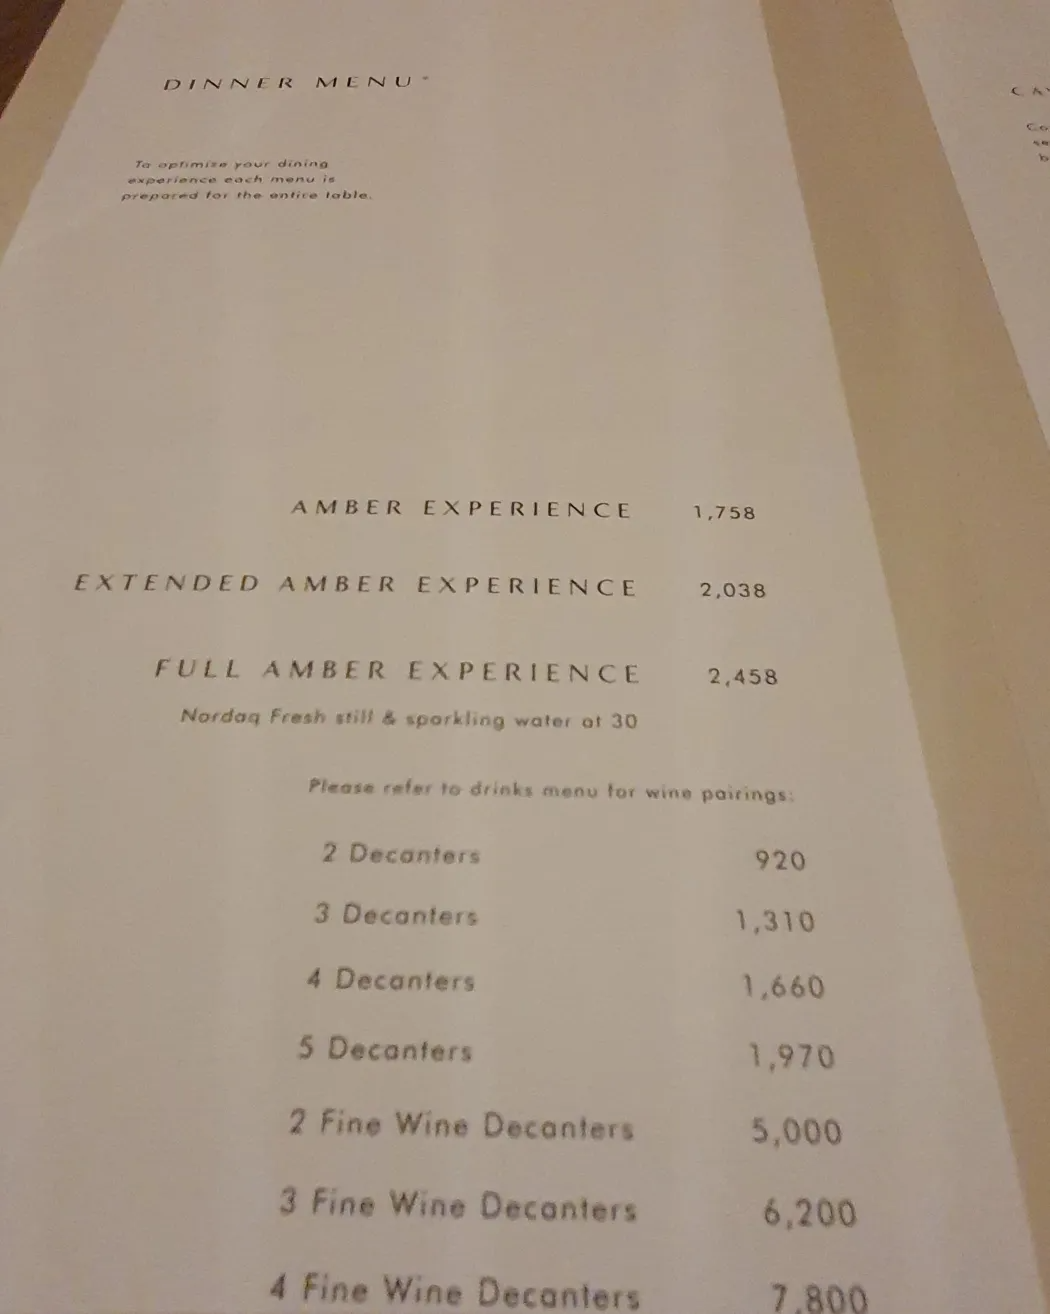 DINNER MENU
To optimize your dining
experience each menu is
prepared for the entire table.
AMBER EXPERIENCE 1,758
EXTENDED AMBER EXPERIENCE 2,038
FULL AMBER EXPERIENCE 2,458
Nordaq Fresh still & sparkling water at 30
Please refer to drinks menu for wine pairings:
2 Decanters 920
3 Decanters 1,310
4 Decanters 1,660
5 Decanters 1,970
2 Fine Wine Decanters 5,000
3 Fine Wine Decanters 6,200
4 Fine Wine Decanters 7,800